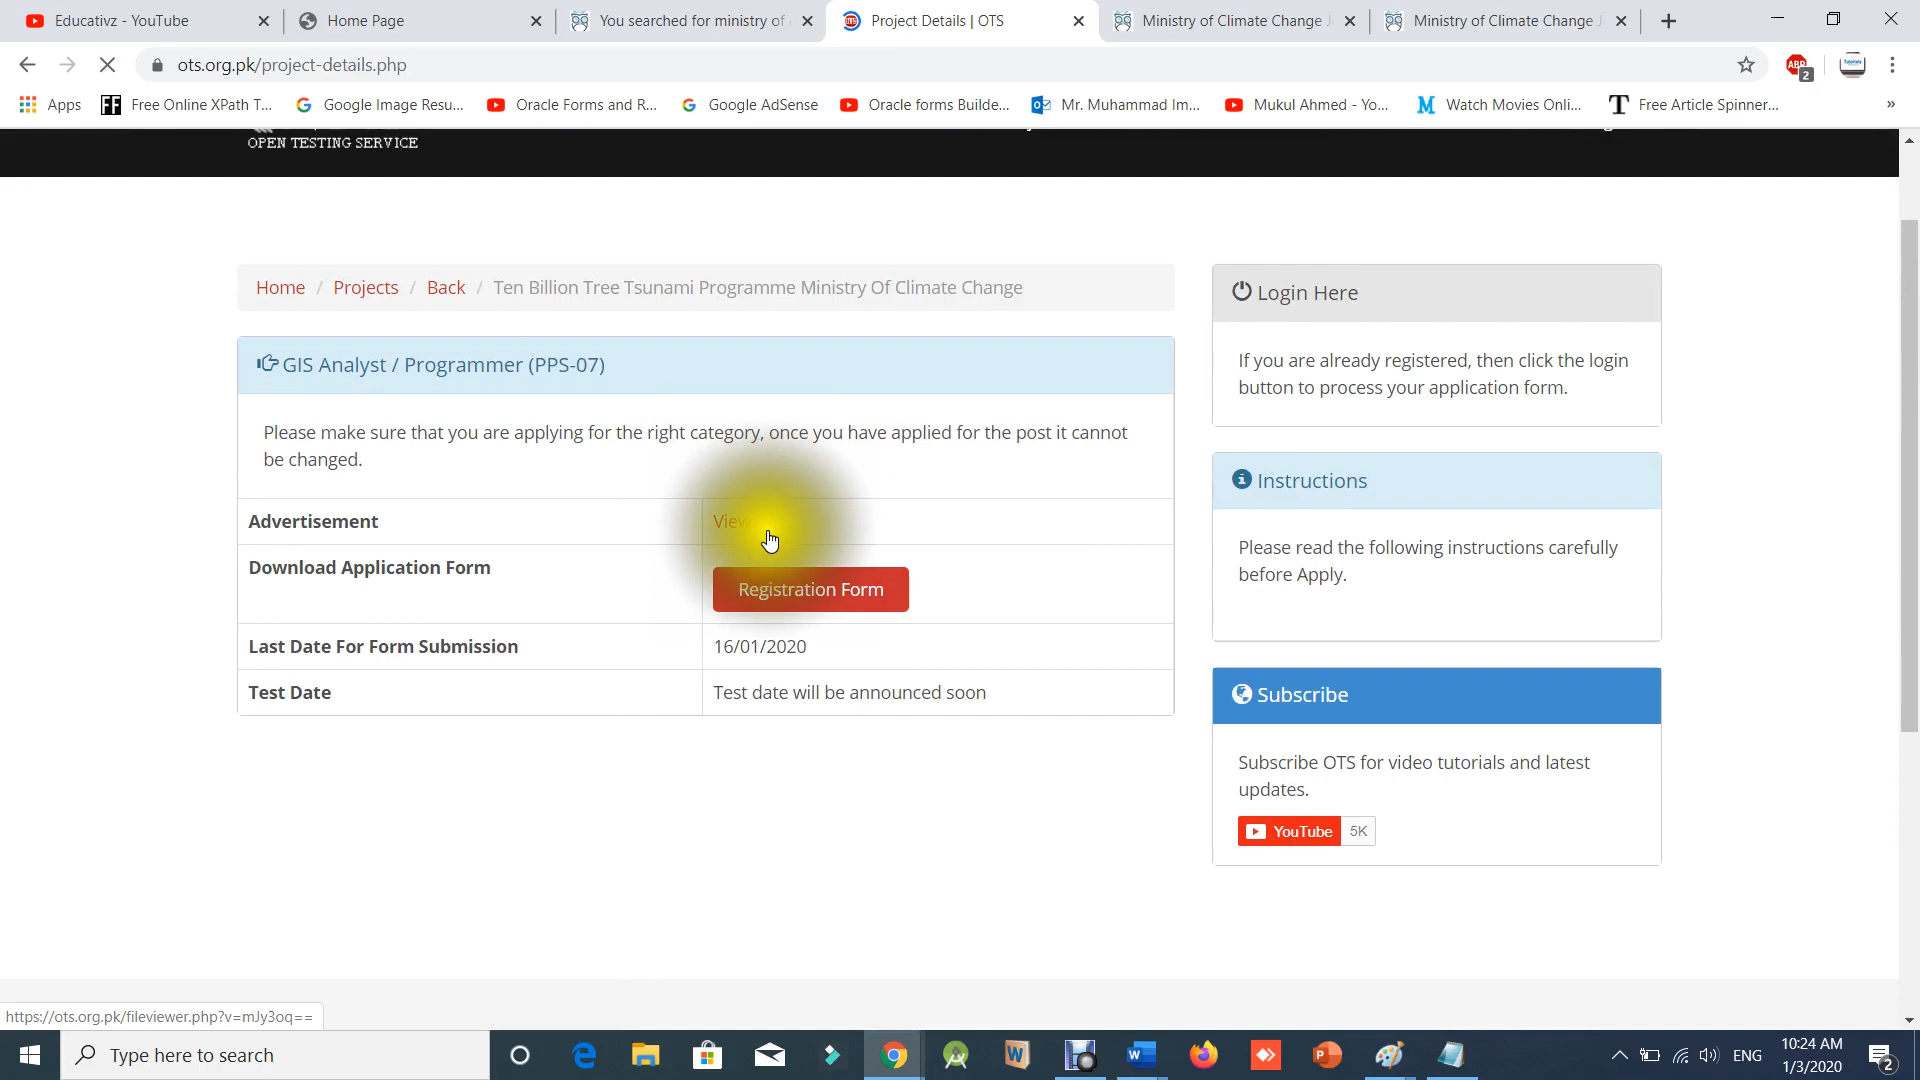 Educativz - YouTube
Home Page
You searched for ministry of
Project Details | OTS
Ministry of Climate Change
Ministry of Climate Change
ots.org.pk/project-details.php
ABP
2
Apps
Free Online XPath T...
Google Image Resu...
Oracle Forms and R...
Google AdSense
Oracle forms Builde...
Mr. Muhammad Im...
Mukul Ahmed - Yo...
Watch Movies Onli...
Free Article Spinner...
»
OPEN TESTING SERVICE
Home / Projects / Back / Ten Billion Tree Tsunami Programme Ministry Of Climate Change
GIS Analyst / Programmer (PPS-07)
Please make sure that you are applying for the right category, once you have applied for the post it cannot
be changed.
Advertisement
View
Download Application Form
Registration Form
Last Date For Form Submission
16/01/2020
Test Date
Test date will be announced soon
Login Here
If you are already registered, then click the login
button to process your application form.
Instructions
Please read the following instructions carefully
before Apply.
Subscribe
Subscribe OTS for video tutorials and latest
updates.
YouTube
5K
https://ots.org.pk/fileviewer.php?v=mJy3oq==
Type here to search
ENG
10:24 AM
1/3/2020
2